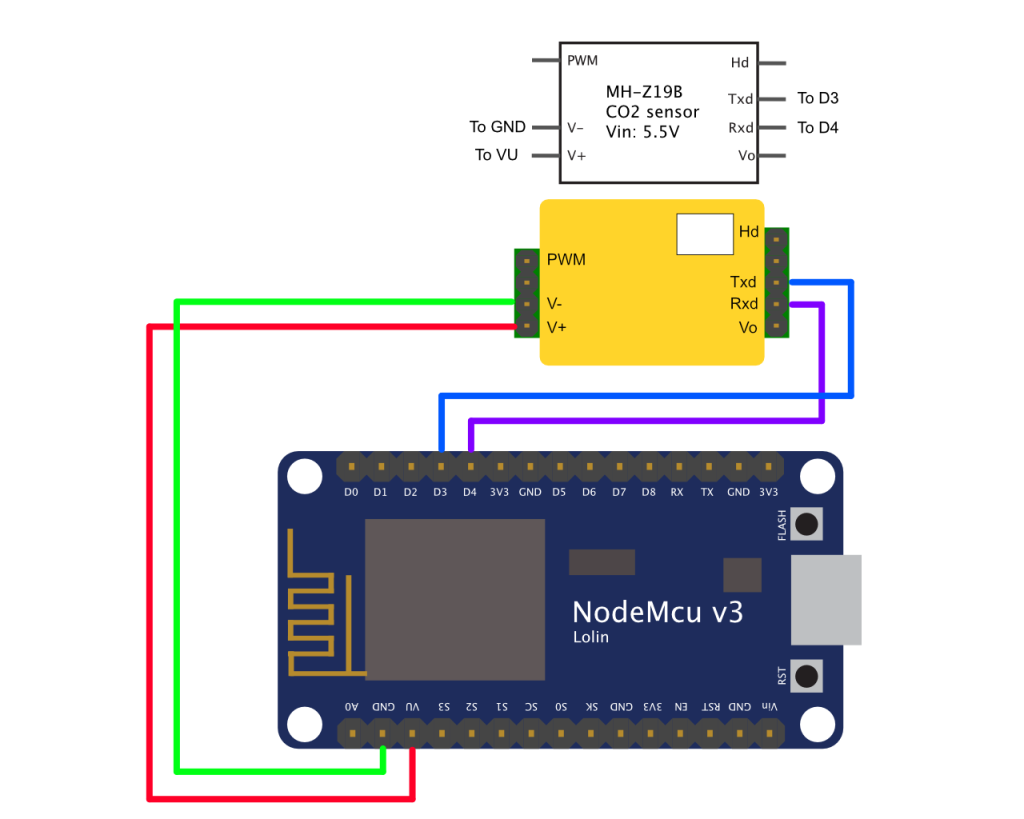 PWM
Hd
MH-Z19B
CO2 sensor
Vin: 5.5V
Txd
To D3
To GND
V-
Rxd
To D4
To VU
V+
Vo
Hd
PWM
Txd
V-
Rxd
V+
Vo
D0 D1 D2 D3 D4 3V3 GND D5 D6 D7 D8 RX TX GND 3V3
FLASH
NodeMcu v3
Lolin
RST
A0 GND VU S3 S2 S1 SC S0 SK GND 3V3 EN RST GND Vin